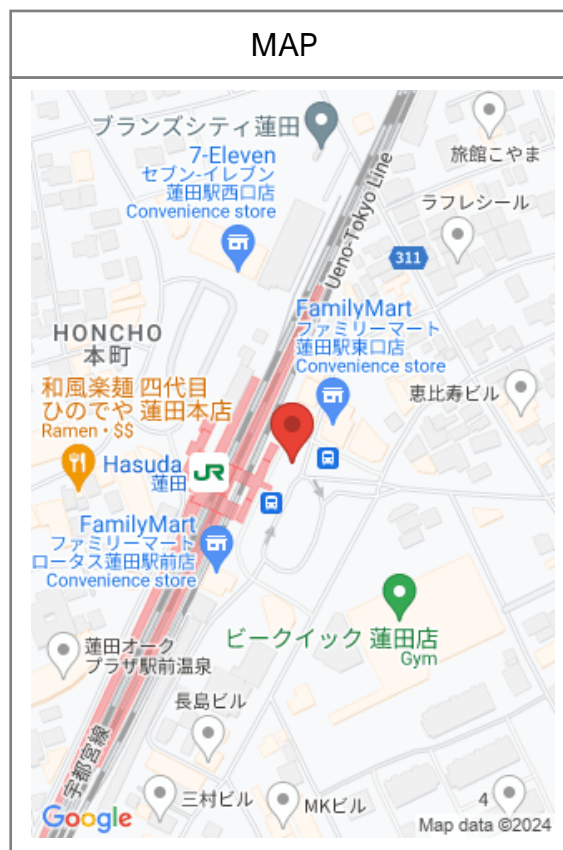 MAP
ブランズシティ蓮田
旅館こやま
7-Eleven
セブン-イレブン
蓮田駅西口店
Convenience store
Ueno-Tokyo Line
ラフレシール
311
FamilyMart
ファミリーマート
蓮田駅東口店
Convenience store
HONCHO
本町
和風楽麺 四代目
ひのでや 蓮田本店
Ramen・$$
恵比寿ビル
Hasuda
蓮田
JR
FamilyMart
ファミリーマート
ロータス蓮田駅前店
Convenience store
ビークイック 蓮田店
Gym
蓮田オーク
プラザ駅前温泉
長島ビル
宇都宮線
三村ビル
MKビル
4
Google
Map data ©2024